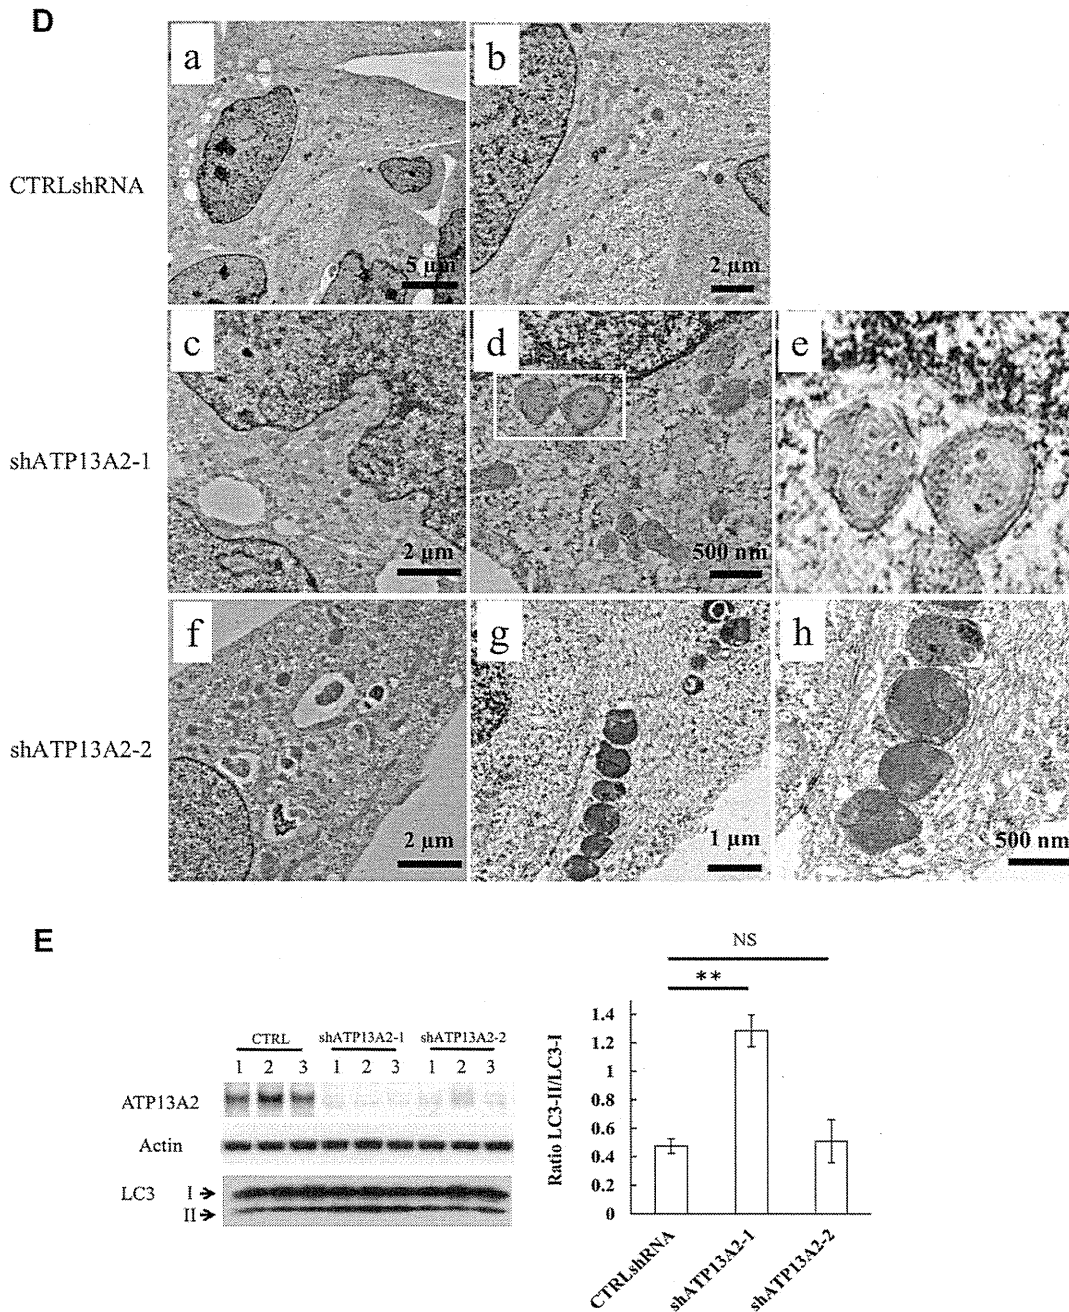 D
a
b
CTRLshRNA
5 μm
2 μm
c
d
e
shATP13A2-1
2 μm
500 nm
f
g
h
shATP13A2-2
2 μm
1 μm
500 nm
E
NS
**
CTRL
shATP13A2-1
shATP13A2-2
1 2 3 1 2 3 1 2 3
ATP13A2
Actin
LC3 I
II
Ratio LC3-II/LC3-I
1.4
1.2
1
0.8
0.6
0.4
0.2
0
CTRLshRNA
shATP13A2-1
shATP13A2-2